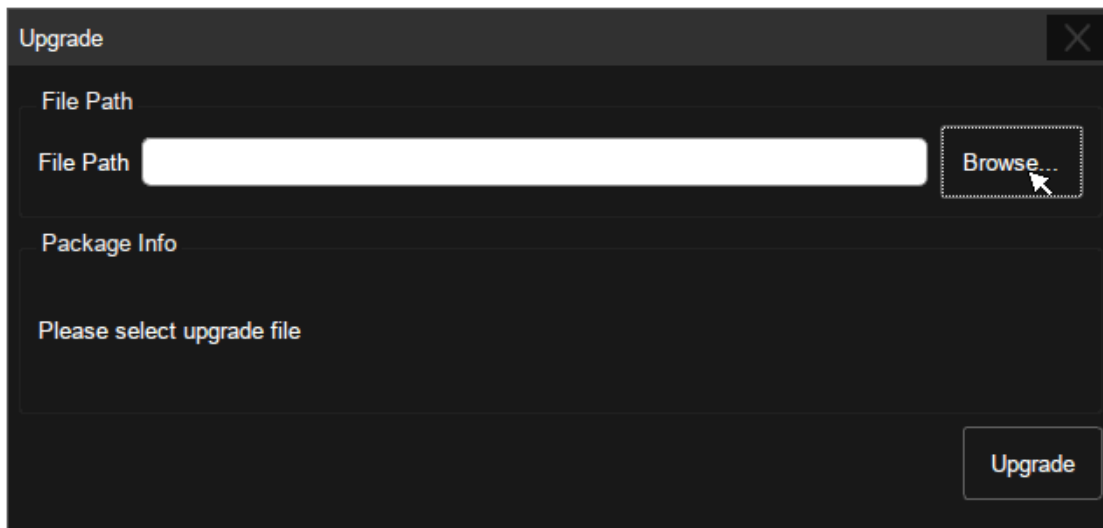 Upgrade
File Path
File Path
Browse...
Package Info
Please select upgrade file
Upgrade